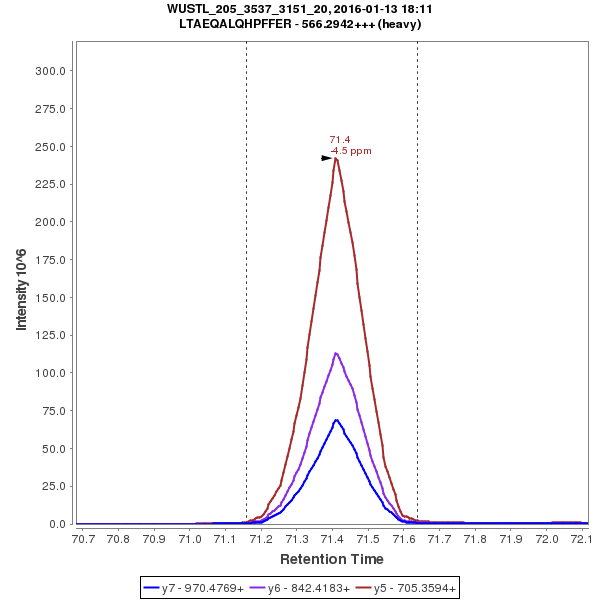 WUSTL_205_3537_3151_20, 2016-01-13 18:11
LTAEQALQHPFFER - 566.2942+++ (heavy)
300.0
275.0
250.0
225.0
200.0
175.0
150.0
125.0
100.0
75.0
50.0
25.0
0.0
Intensity 10^6
71.4
-4.5 ppm
70.7 70.8 70.9 71.0 71.1 71.2 71.3 71.4 71.5 71.6 71.7 71.8 71.9 72.0 72.1
Retention Time
y7 - 970.4769+ y6 - 842.4183+ y5 - 705.3594+